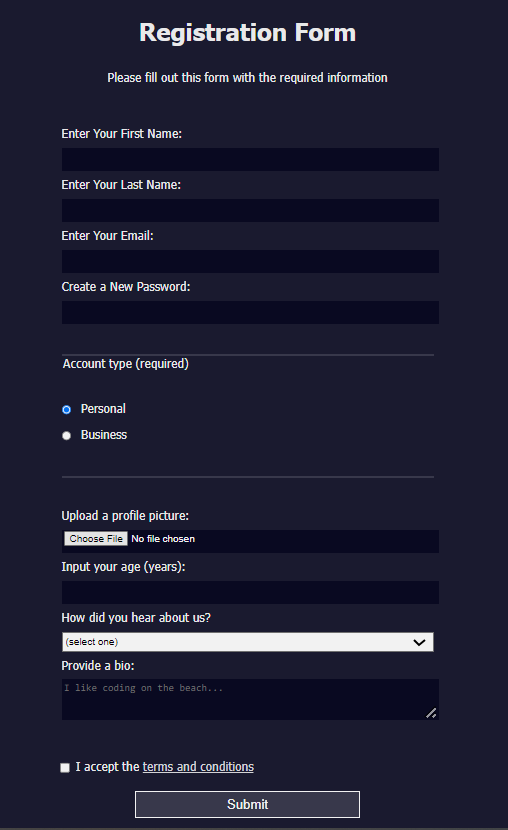 Registration Form
Please fill out this form with the required information
Enter Your First Name:
Enter Your Last Name:
Enter Your Email:
Create a New Password:
Account type (required)
Personal
Business
Upload a profile picture:
Choose File No file chosen
Input your age (years):
How did you hear about us?
(select one)
Provide a bio:
I like coding on the beach...
I accept the terms and conditions
Submit